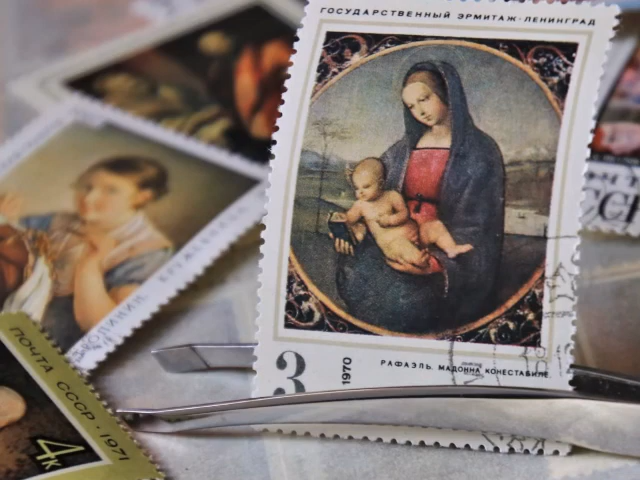 ГОСУДАРСТВЕННЫЙ ЭРМИТАЖ·ЛЕНИНГРАД
3
1970
РАФАЭЛЬ. МАДОННА КОНЕСТАБИЛЕ.
ПОЧТА СССР·1971
4к